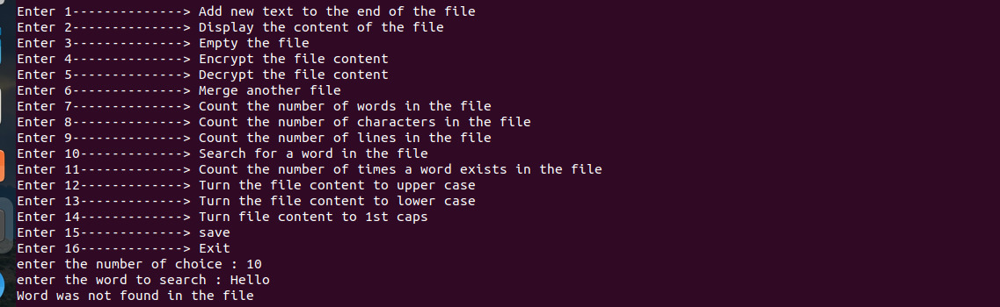 Enter 1--------------> Add new text to the end of the file
Enter 2--------------> Display the content of the file
Enter 3--------------> Empty the file
Enter 4--------------> Encrypt the file content
Enter 5--------------> Decrypt the file content
Enter 6--------------> Merge another file
Enter 7--------------> Count the number of words in the file
Enter 8--------------> Count the number of characters in the file
Enter 9--------------> Count the number of lines in the file
Enter 10-------------> Search for a word in the file
Enter 11-------------> Count the number of times a word exists in the file
Enter 12-------------> Turn the file content to upper case
Enter 13-------------> Turn the file content to lower case
Enter 14-------------> Turn file content to 1st caps
Enter 15-------------> save
Enter 16-------------> Exit
enter the number of choice : 10
enter the word to search : Hello
Word was not found in the file